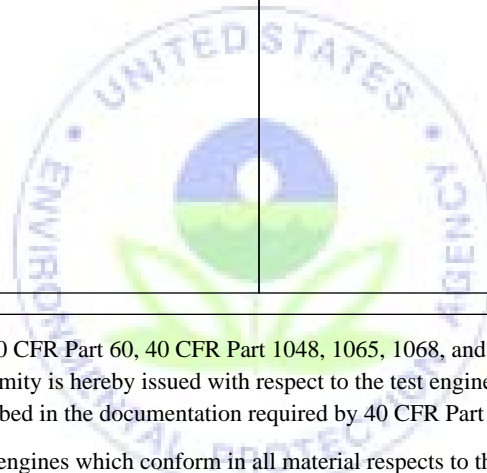 UNITED STATES
ENVIRONMENTAL PROTECTION
AGENCY
0 CFR Part 60, 40 CFR Part 1048, 1065, 1068, and
mity is hereby issued with respect to the test engine
bed in the documentation required by 40 CFR Part
engines which conform in all material respects to th